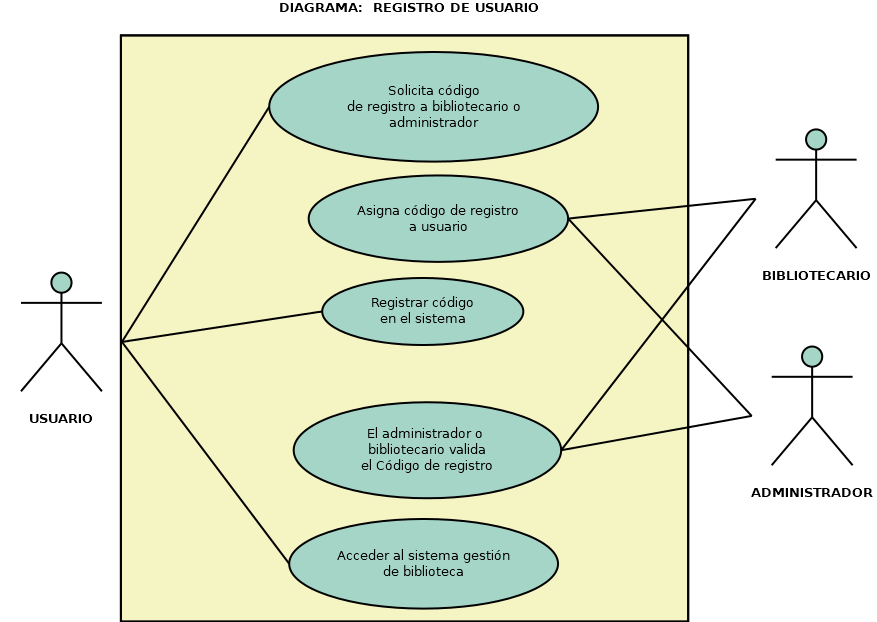 DIAGRAMA:  REGISTRO DE USUARIO
Solicita código
de registro a bibliotecario o
administrador
Asigna código de registro
a usuario
Registrar código
en el sistema
El administrador o
bibliotecario valida
el Código de registro
Acceder al sistema gestión
de biblioteca
USUARIO
BIBLIOTECARIO
ADMINISTRADOR